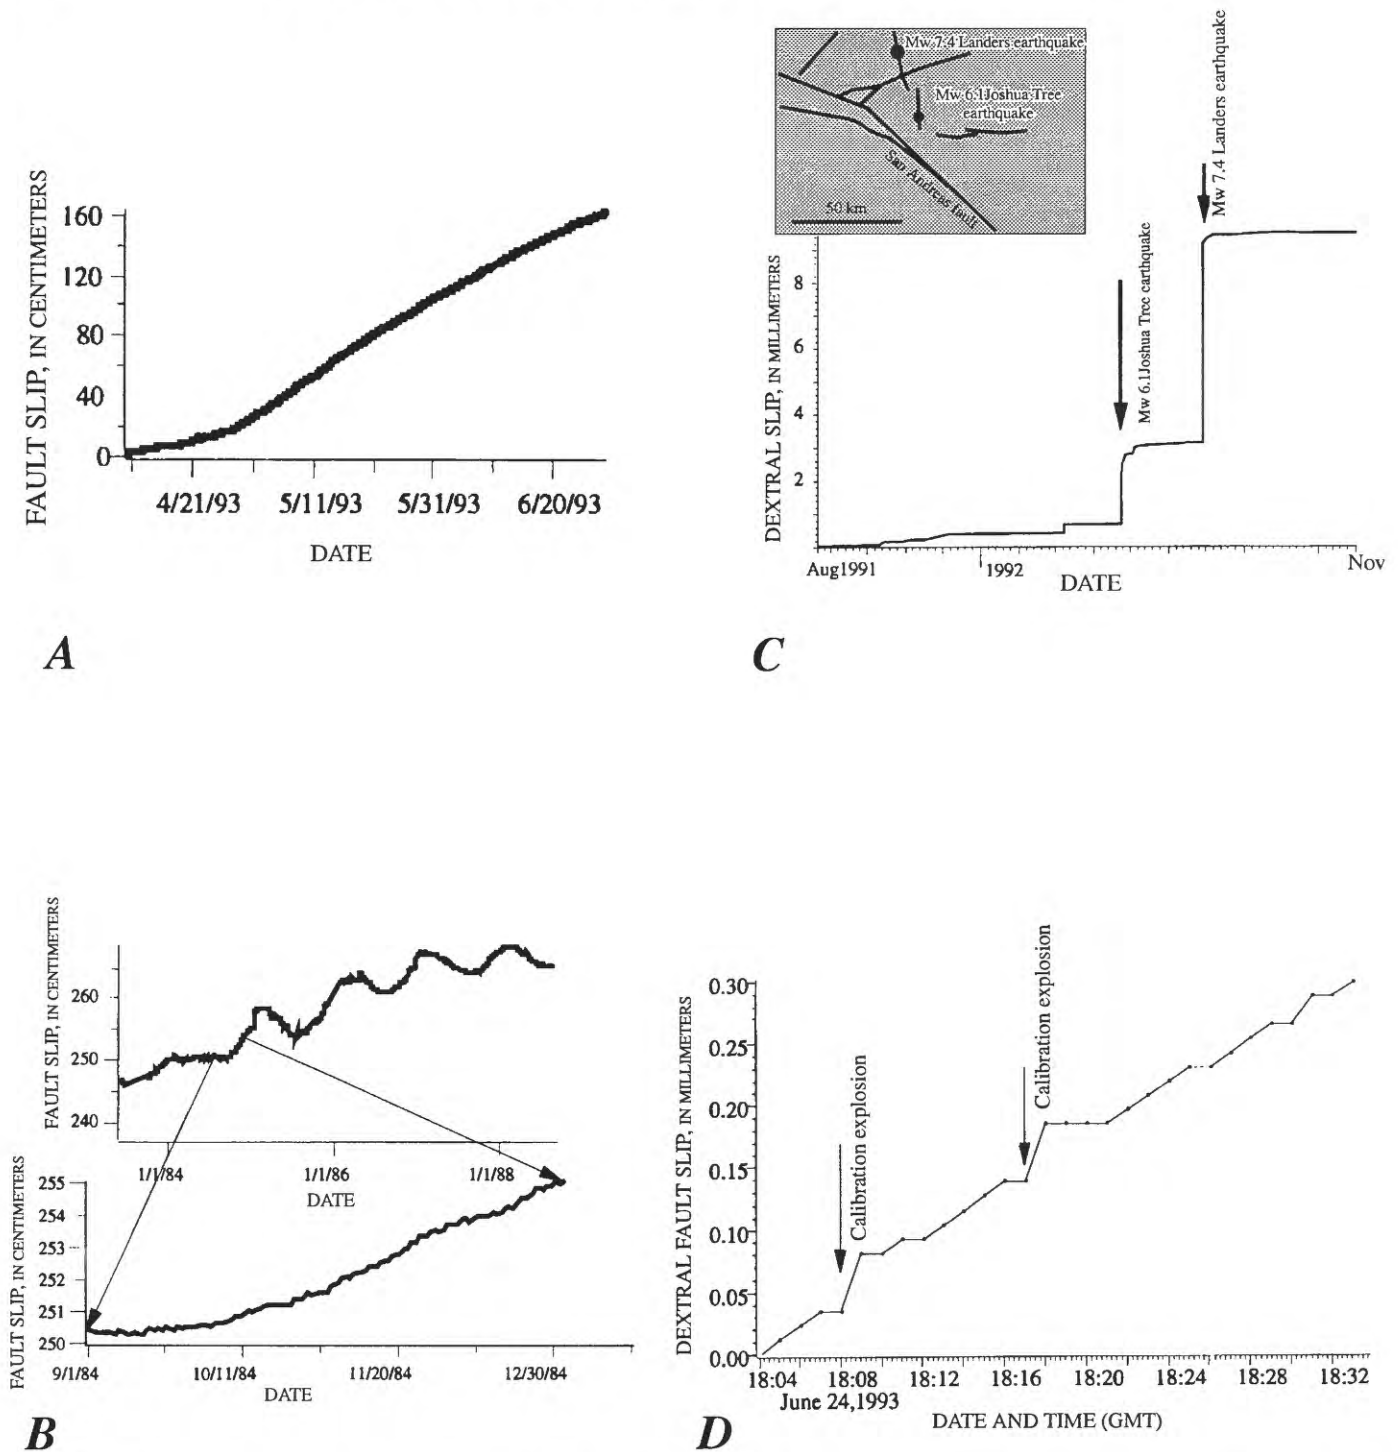 FAULT SLIP, IN CENTIMETERS
160
120
80
40
0
4/21/93 5/11/93 5/31/93 6/20/93
DATE
A
Mw 7.4 Landers earthquake
Mw 6.1Joshua Tree
earthquake
San Andreas fault
50 km
Mw 7.4 Landers earthquake
Mw 6.1Joshua Tree earthquake
DEXTRAL SLIP, IN MILLIMETERS
8
6
4
2
Aug1991 1992 Nov
DATE
C
FAULT SLIP, IN CENTIMETERS
260
250
240
1/1/84 1/1/86 1/1/88
DATE
FAULT SLIP, IN CENTIMETERS
255
254
253
252
251
250
9/1/84 10/11/84 11/20/84 12/30/84
DATE
B
DEXTRAL FAULT SLIP, IN MILLIMETERS
0.30
0.25
0.20
0.15
0.10
0.05
0.00
Calibration explosion
Calibration explosion
18:04 18:08 18:12 18:16 18:20 18:24 18:28 18:32
June 24,1993
DATE AND TIME (GMT)
D